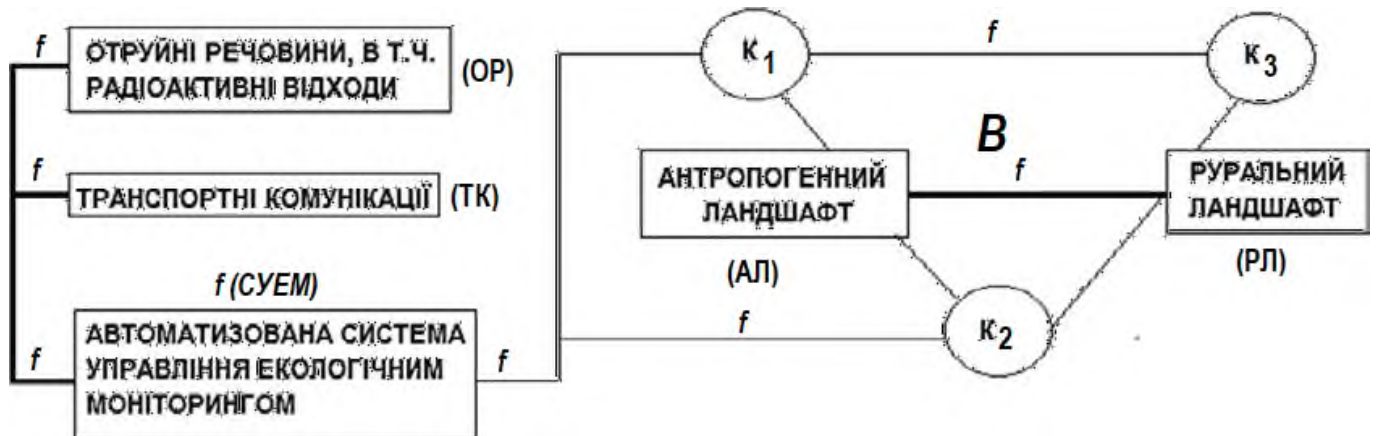 f
ОТРУЙНІ РЕЧОВИНИ, В Т.Ч.
РАДІОАКТИВНІ ВІДХОДИ
(ОР)
f
ТРАНСПОРТНІ КОМУНІКАЦІЇ
(ТК)
f (СУЕМ)
f
АВТОМАТИЗОВАНА СИСТЕМА
УПРАВЛІННЯ ЕКОЛОГІЧНИМ
МОНІТОРИНГОМ
f
К1
f
К3
В
f
АНТРОПОГЕННИЙ
ЛАНДШАФТ
(АЛ)
РУРАЛЬНИЙ
ЛАНДШАФТ
(РЛ)
f
К2